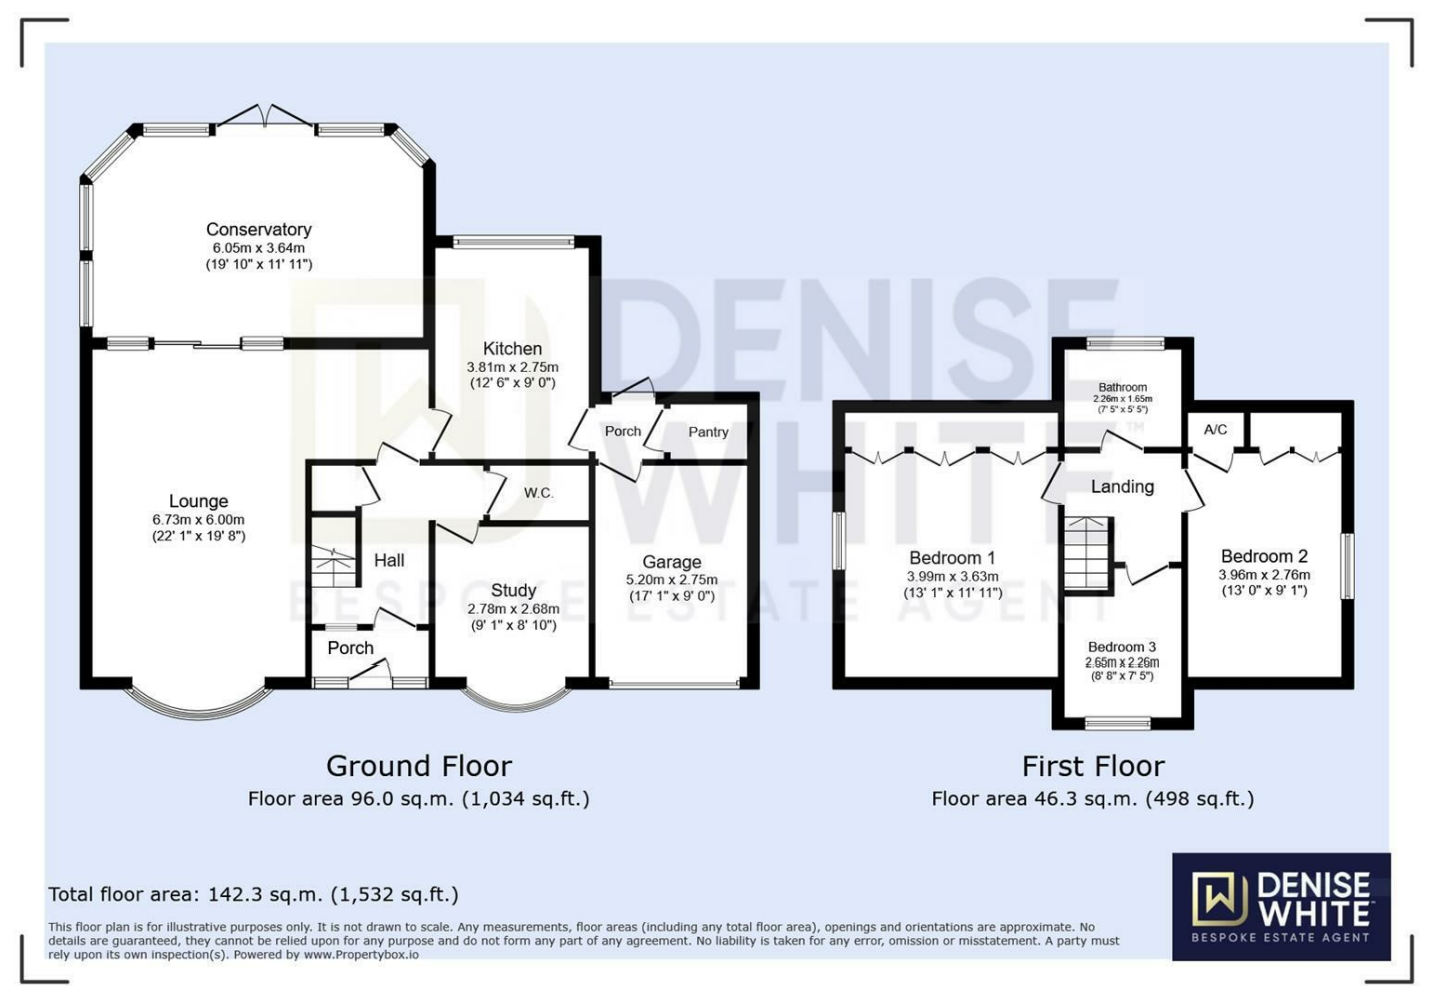 Conservatory
6.05m x 3.64m
(19' 10" x 11' 11")
Kitchen
3.81m x 2.75m
(12' 6" x 9' 0")
Porch
Pantry
Lounge
6.73m x 6.00m
(22' 1" x 19' 8")
W.C.
Hall
Study
2.78m x 2.68m
(9' 1" x 8' 10")
Garage
5.20m x 2.75m
(17' 1" x 9' 0")
Porch
Ground Floor
Floor area 96.0 sq.m. (1,034 sq.ft.)
Bathroom
2.26m x 1.65m
(7' 5" x 5' 5")
A/C
Landing
Bedroom 1
3.99m x 3.63m
(13' 1" x 11' 11")
Bedroom 2
3.96m x 2.76m
(13' 0" x 9' 1")
Bedroom 3
2.65m x 2.26m
(8' 8" x 7' 5")
First Floor
Floor area 46.3 sq.m. (498 sq.ft.)
DENISE
WHITE™
BESPOKE ESTATE AGENT
Total floor area: 142.3 sq.m. (1,532 sq.ft.)
This floor plan is for illustrative purposes only. It is not drawn to scale. Any measurements, floor areas (including any total floor area), openings and orientations are approximate. No
details are guaranteed, they cannot be relied upon for any purpose and do not form any part of any agreement. No liability is taken for any error, omission or misstatement. A party must
rely upon its own inspection(s). Powered by www.Propertybox.io
DENISE
WHITE™
BESPOKE ESTATE AGENT